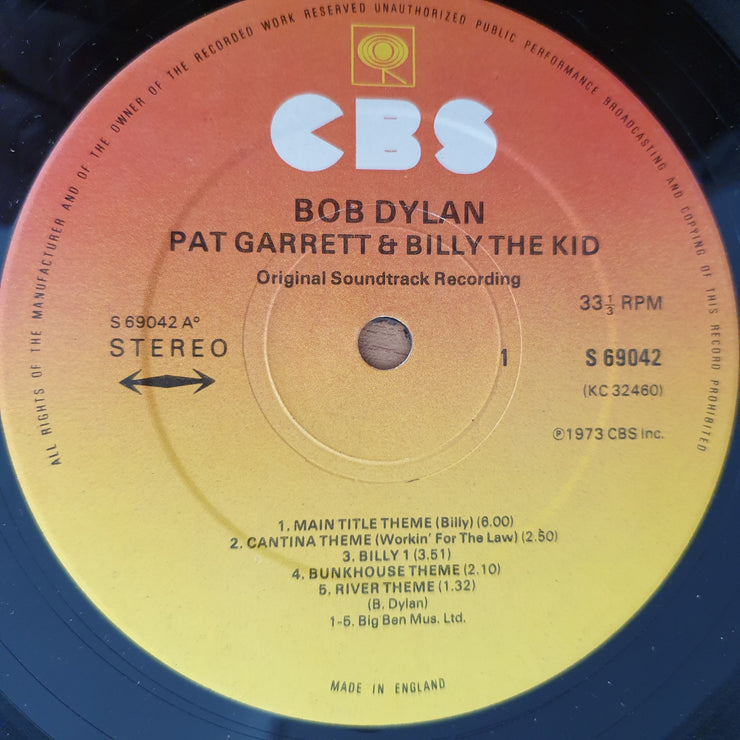 ALL RIGHTS OF THE MANUFACTURER AND OF THE OWNER OF THE RECORDED WORK RESERVED UNAUTHORIZED PUBLIC PERFORMANCE BROADCASTING AND COPYING OF THIS RECORD PROHIBITED
CBS
BOB DYLAN
PAT GARRETT & BILLY THE KID
Original Soundtrack Recording
33⅓ RPM
S 69042 A°
STEREO
1
S 69042
(KC 32460)
℗1973 CBS Inc.
1. MAIN TITLE THEME (Billy) (6.00)
2. CANTINA THEME (Workin' For The Law) (2.50)
3. BILLY 1 (3.51)
4. BUNKHOUSE THEME (2.10)
5. RIVER THEME (1.32)
(B. Dylan)
1-5. Big Ben Mus. Ltd.
MADE IN ENGLAND